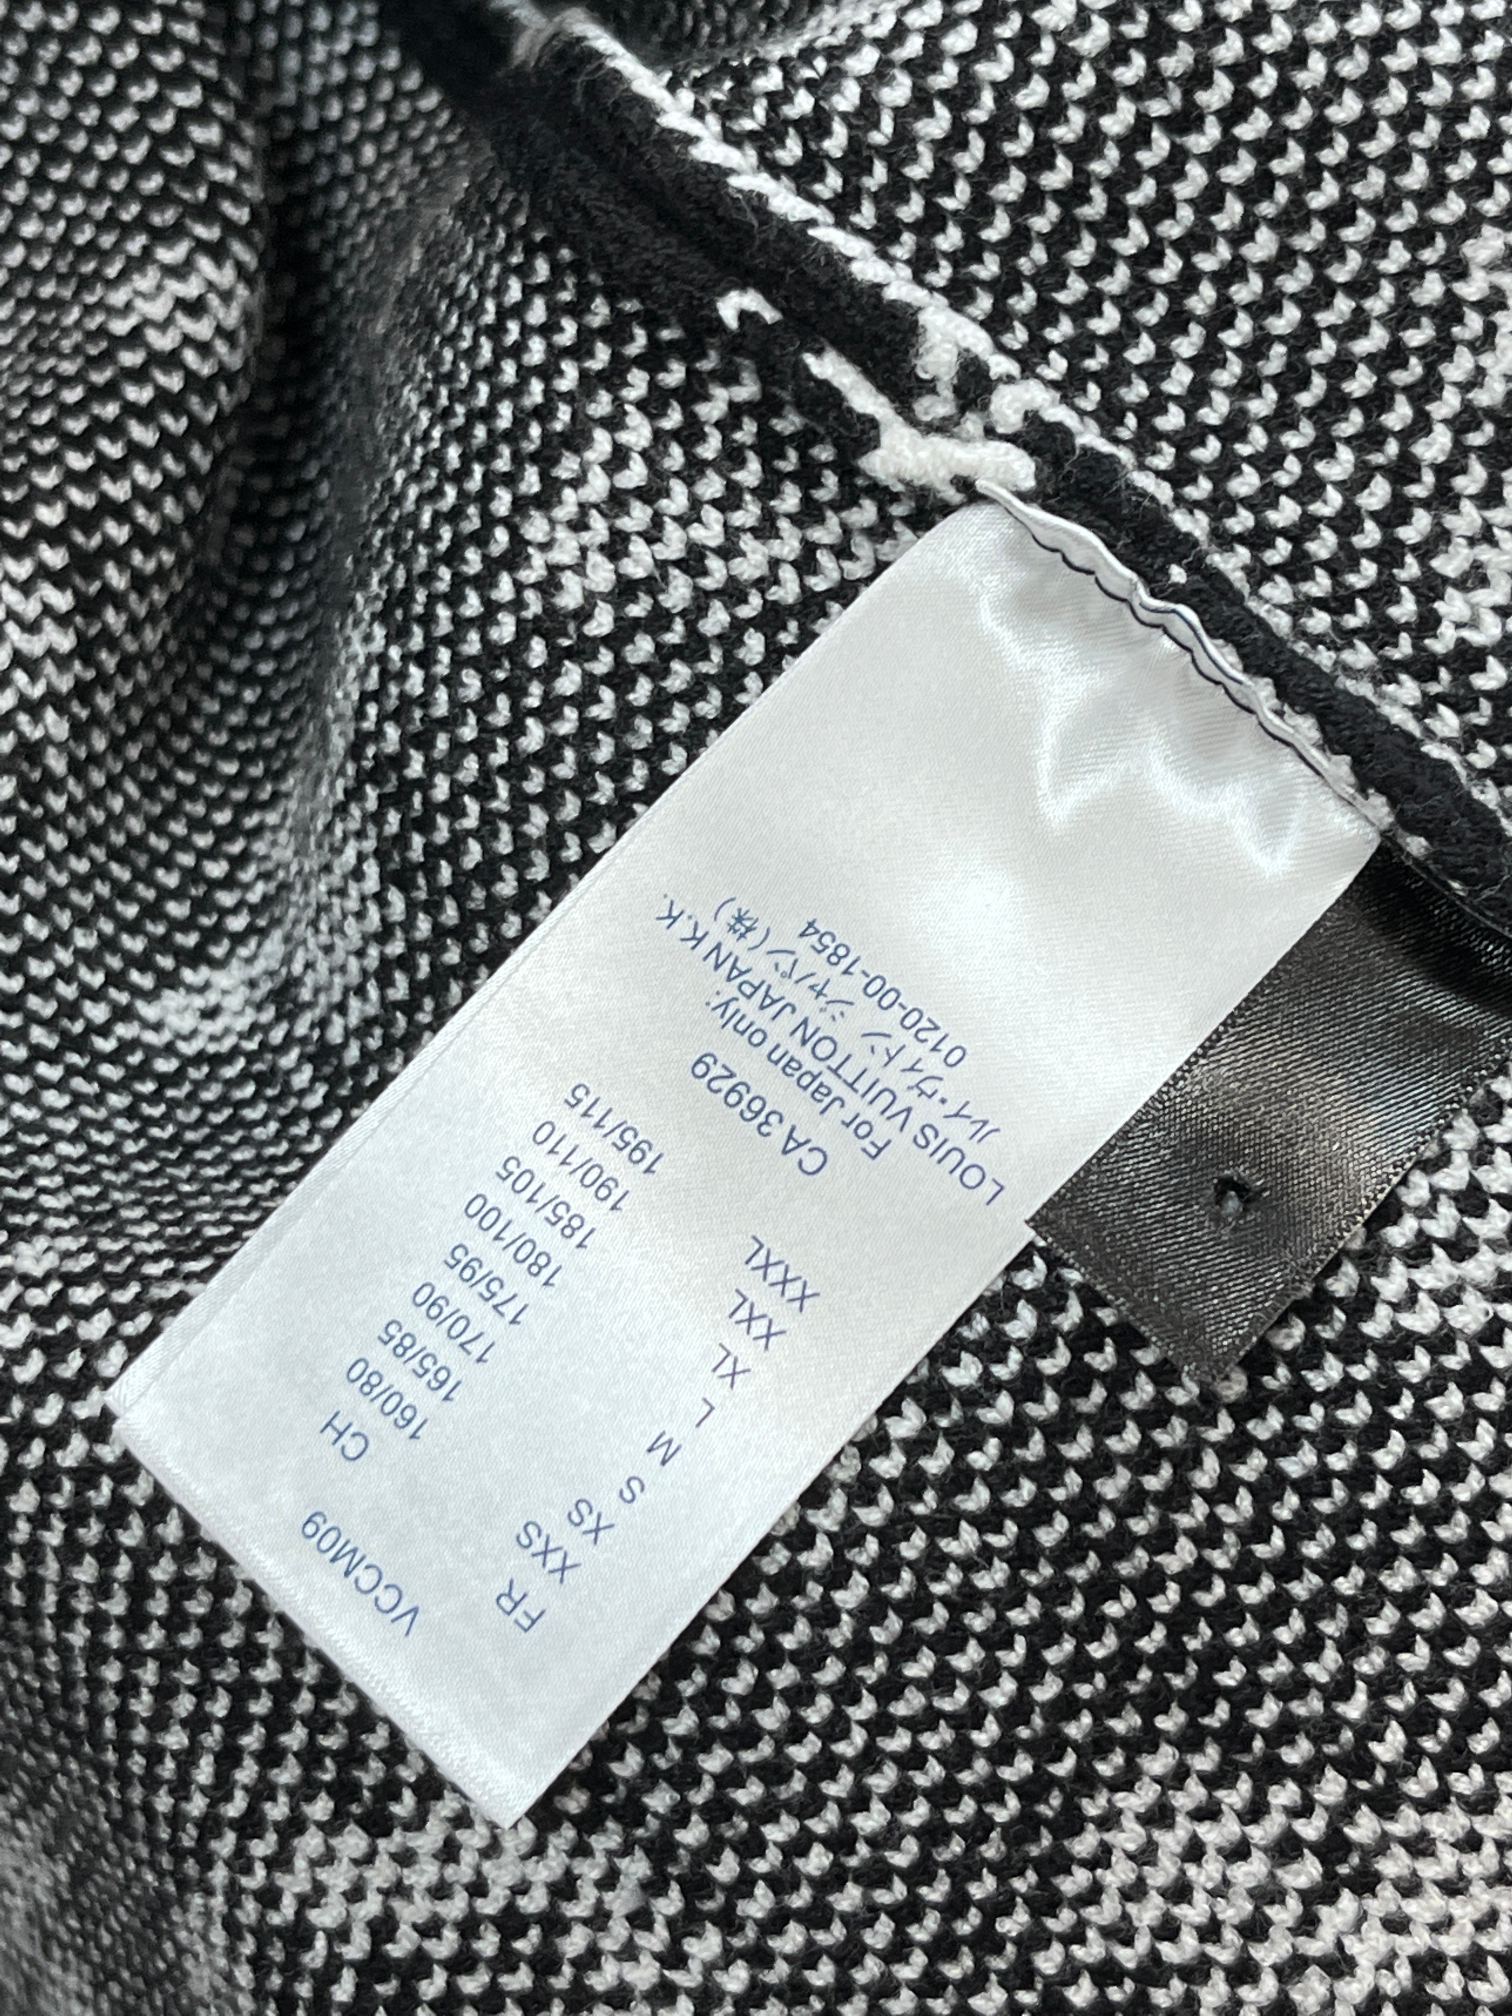 VCCM09
FR CH
XXS 160/80
XS 165/85
S 170/90
M 175/95
L 180/100
XL 185/105
XXL 190/110
XXXL 195/115
CA 36929
For Japan only:
LOUIS VUITTON JAPAN K.K.
ルイ・ヴィトン ジャパン(株)
0120-00-1854